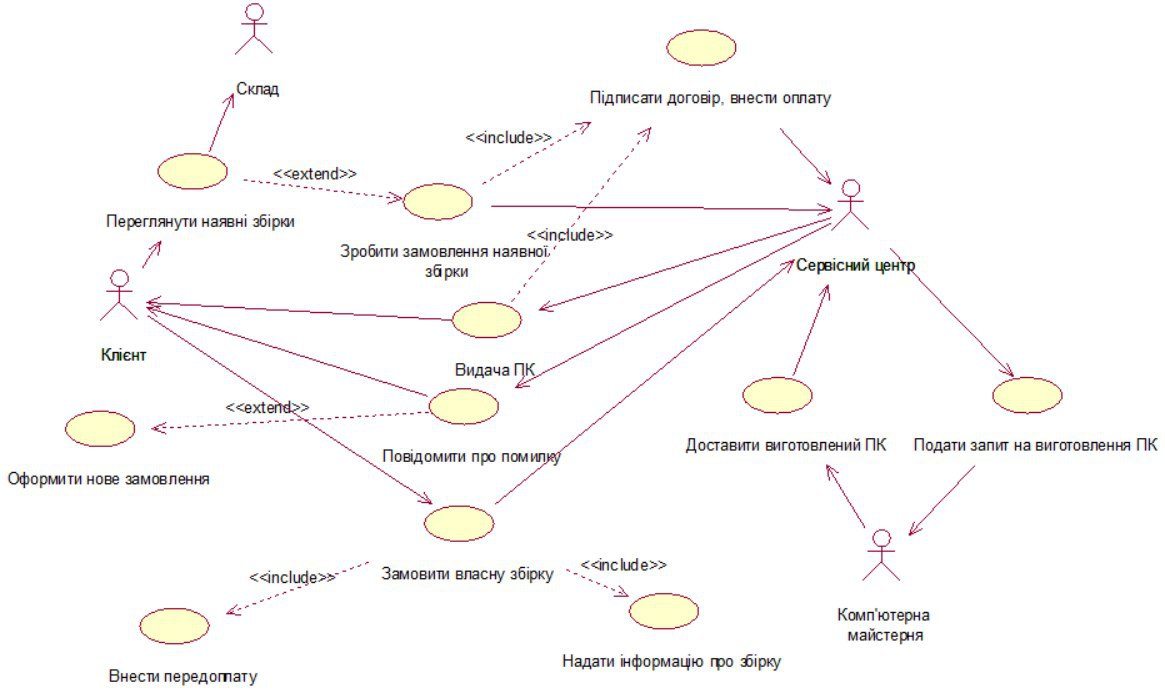 Склад
Підписати договір, внести оплату
<<include>>
<<extend>>
Переглянути наявні збірки
<<include>>
Зробити замовлення наявної
збірки
Сервісний центр
Клієнт
Видача ПК
<<extend>>
Повідомити про помилку
Доставити виготовлений ПК
Подати запит на виготовлення ПК
Оформити нове замовлення
<<include>>
Замовити власну збірку
<<include>>
Комп'ютерна
майстерня
Внести передоплату
Надати інформацію про збірку